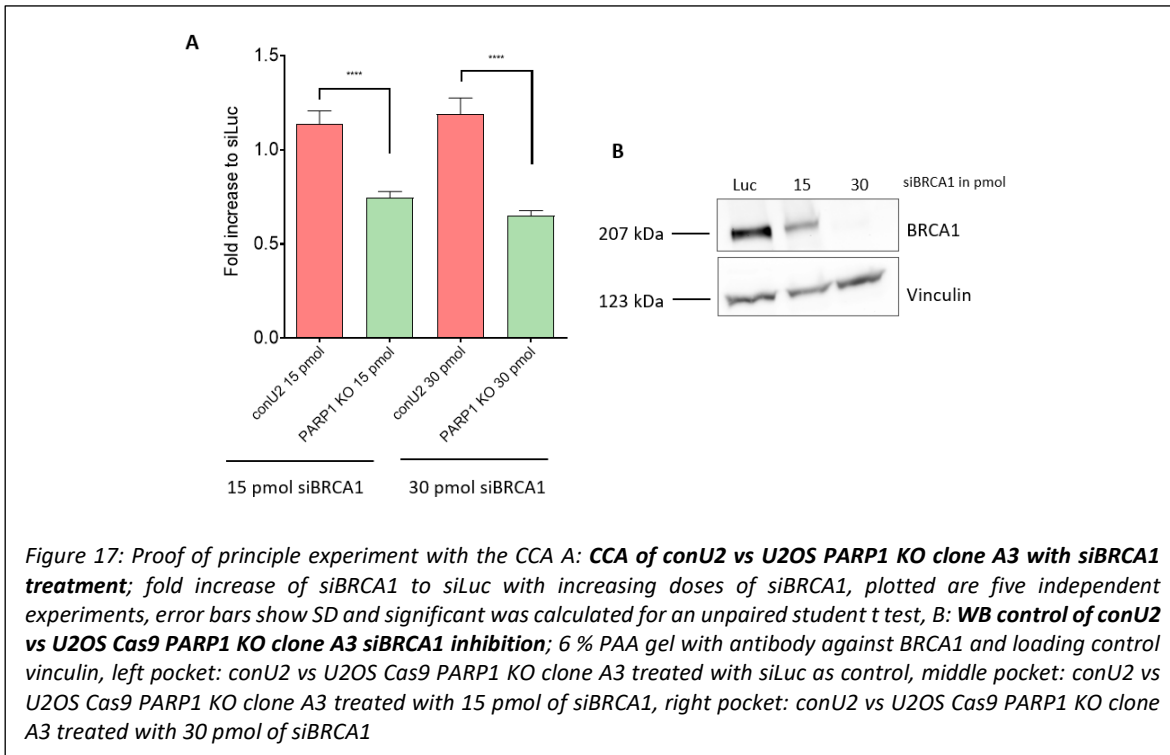 A
1.5
1.0
0.5
0.0
Fold increase to siLuc
****
****
conU2 15 pmol
PARP1 KO 15 pmol
conU2 30 pmol
PARP1 KO 30 pmol
15 pmol siBRCA1
30 pmol siBRCA1
B
Luc 15 30 siBRCA1 in pmol
207 kDa BRCA1
123 kDa Vinculin
Figure 17: Proof of principle experiment with the CCA A: CCA of conU2 vs U2OS PARP1 KO clone A3 with siBRCA1
treatment; fold increase of siBRCA1 to siLuc with increasing doses of siBRCA1, plotted are five independent
experiments, error bars show SD and significant was calculated for an unpaired student t test, B: WB control of conU2
vs U2OS Cas9 PARP1 KO clone A3 siBRCA1 inhibition; 6 % PAA gel with antibody against BRCA1 and loading control
vinculin, left pocket: conU2 vs U2OS Cas9 PARP1 KO clone A3 treated with siLuc as control, middle pocket: conU2 vs
U2OS Cas9 PARP1 KO clone A3 treated with 15 pmol of siBRCA1, right pocket: conU2 vs U2OS Cas9 PARP1 KO clone
A3 treated with 30 pmol of siBRCA1